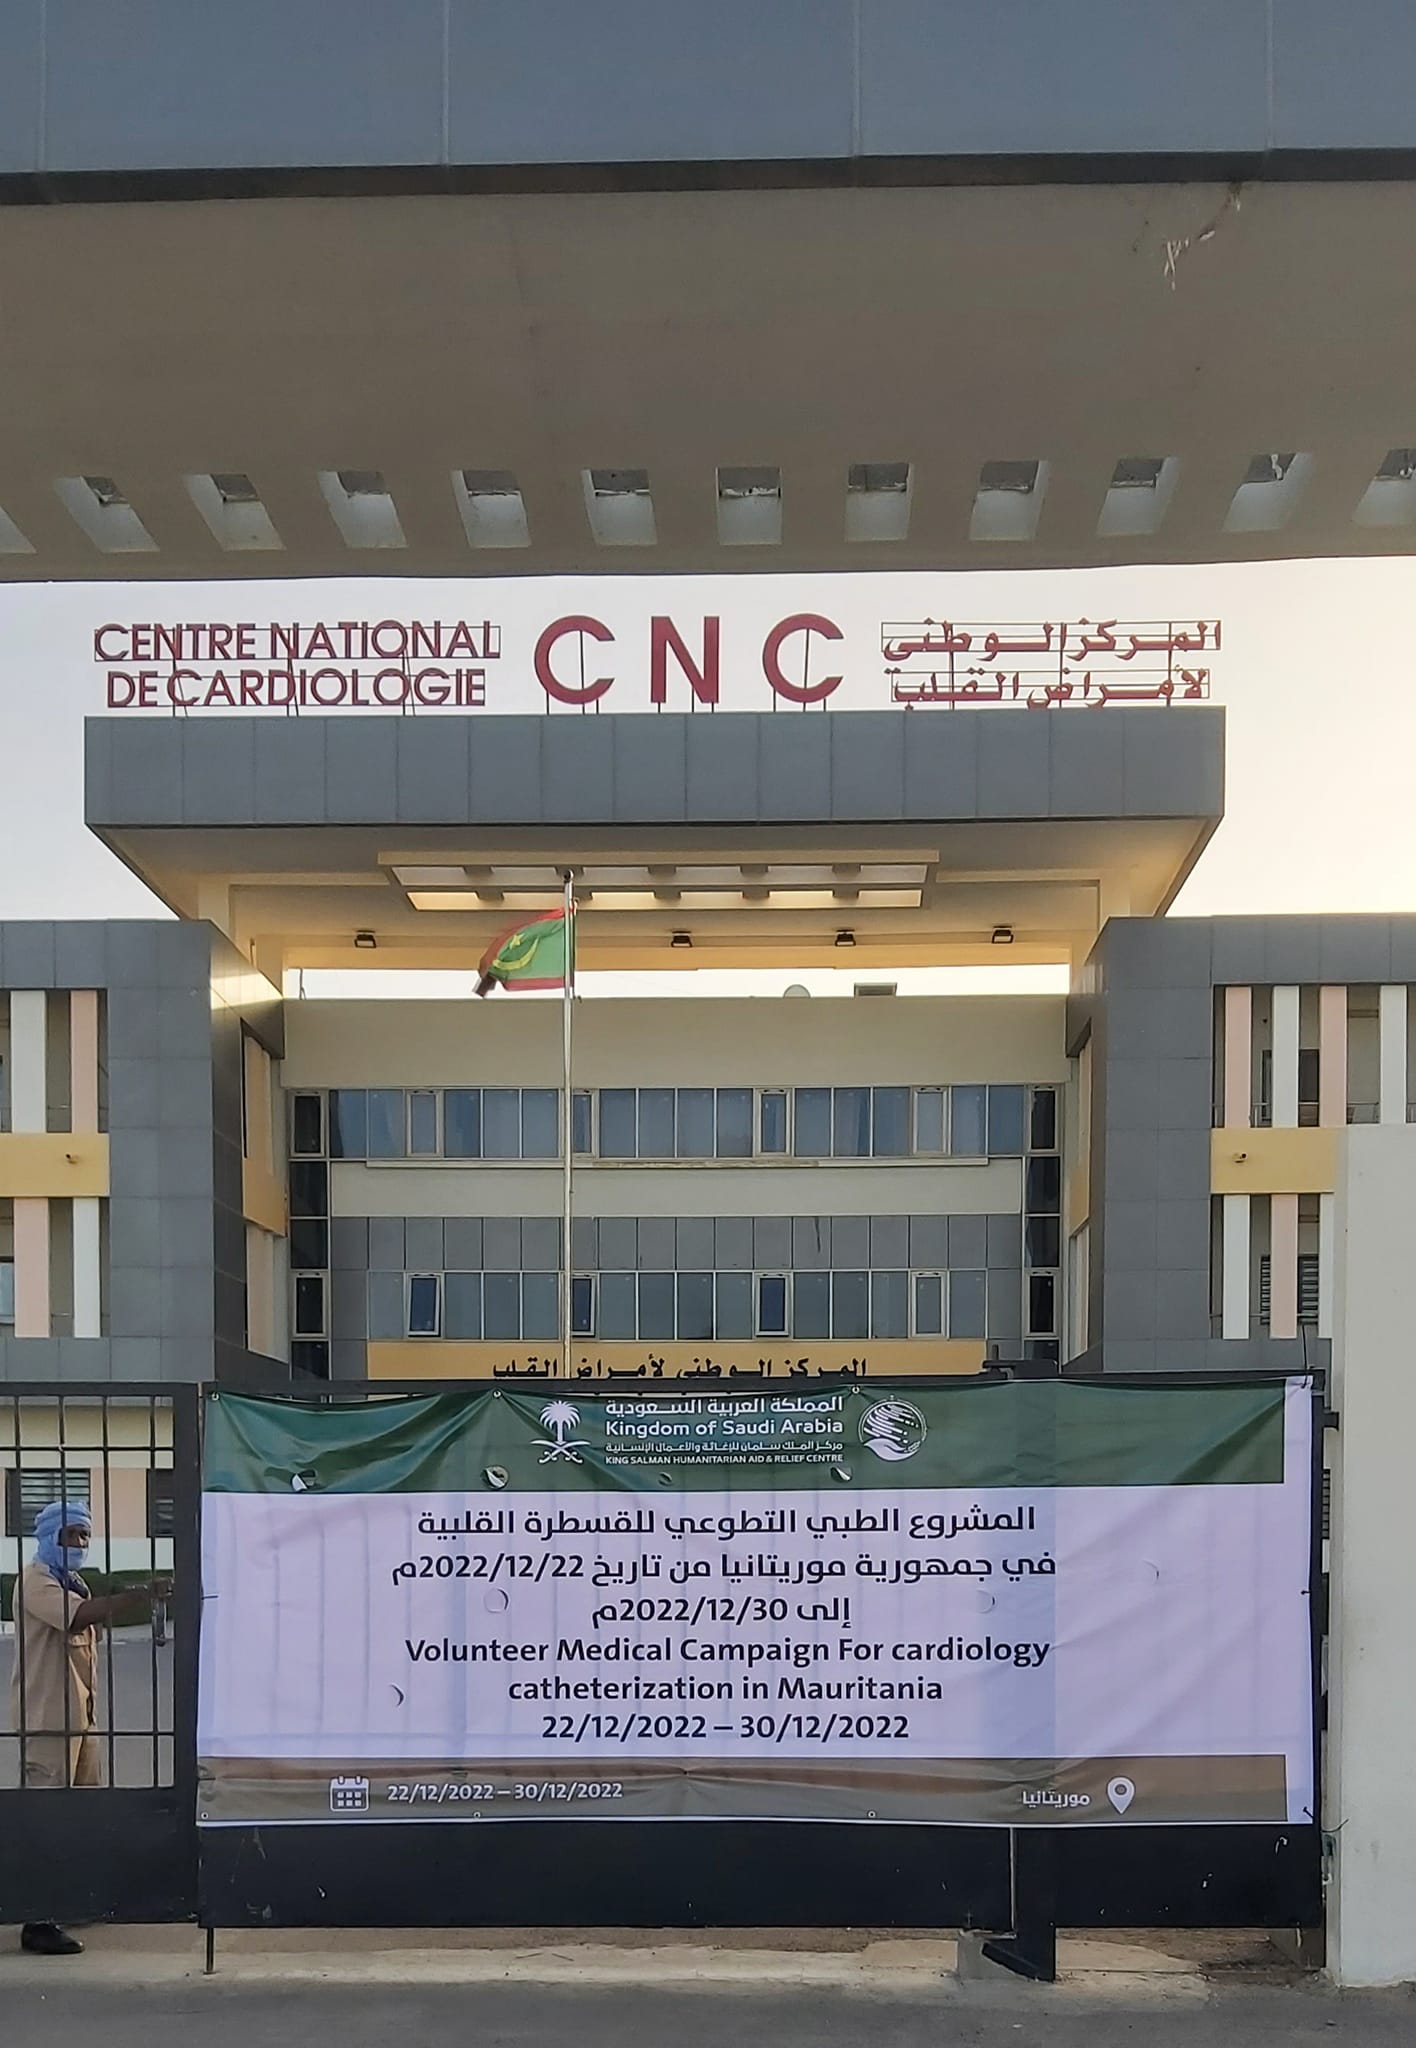 CENTRE NATIONAL
DE CARDIOLOGIE
CNC
المركز الوطني
لأمراض القلب
المركز الوطني لأمراض القلب
المملكة العربية السعودية
Kingdom of Saudi Arabia
مركز الملك سلمان للإغاثة والأعمال الإنسانية
KING SALMAN HUMANITARIAN AID & RELIEF CENTRE
المشروع الطبي التطوعي للقسطرة القلبية
في جمهورية موريتانيا من تاريخ 2022/12/22م
إلى 2022/12/30م
Volunteer Medical Campaign For cardiology
catheterization in Mauritania
22/12/2022 – 30/12/2022
22/12/2022 – 30/12/2022
موريتانيا